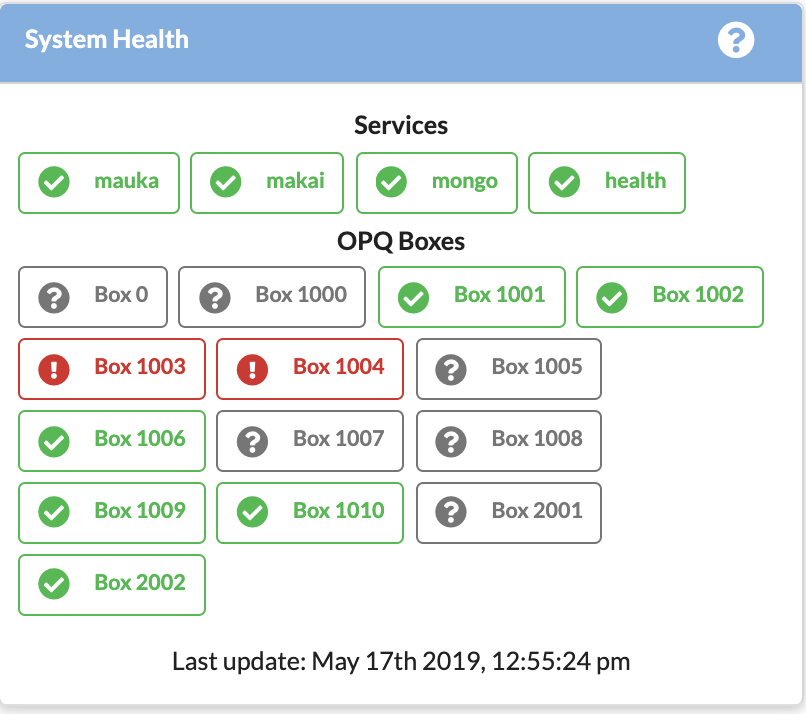 System Health
Services
mauka makai mongo health
OPQ Boxes
Box 0 Box 1000 Box 1001 Box 1002
Box 1003 Box 1004 Box 1005
Box 1006 Box 1007 Box 1008
Box 1009 Box 1010 Box 2001
Box 2002
Last update: May 17th 2019, 12:55:24 pm